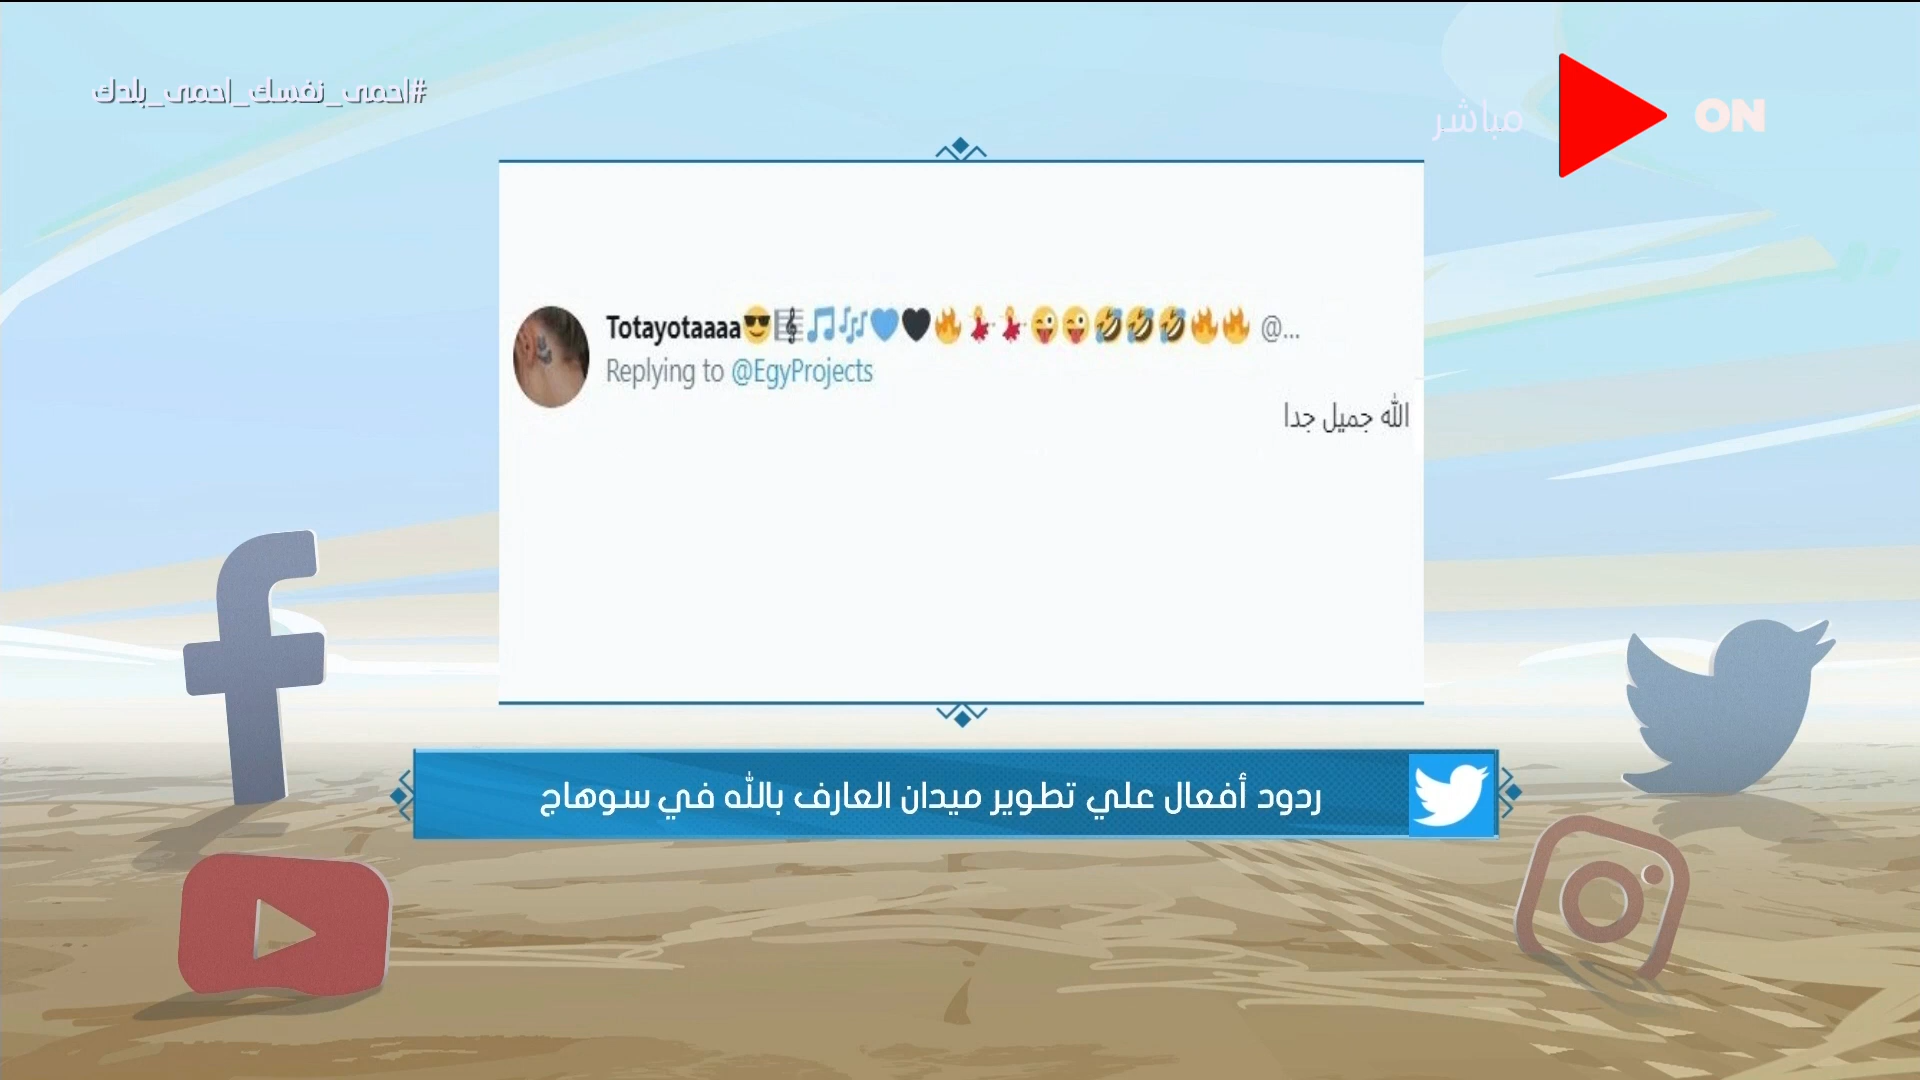 #احمى_نفسك_احمى_بلدك
مباشر
ON
Totayotaaaa😎🎼🎵🎶💙🖤🔥💃💃😜😜🤣🤣🤣🔥🔥 @...
Replying to @EgyProjects
الله جميل جدا
ردود أفعال علي تطوير ميدان العارف بالله في سوهاج